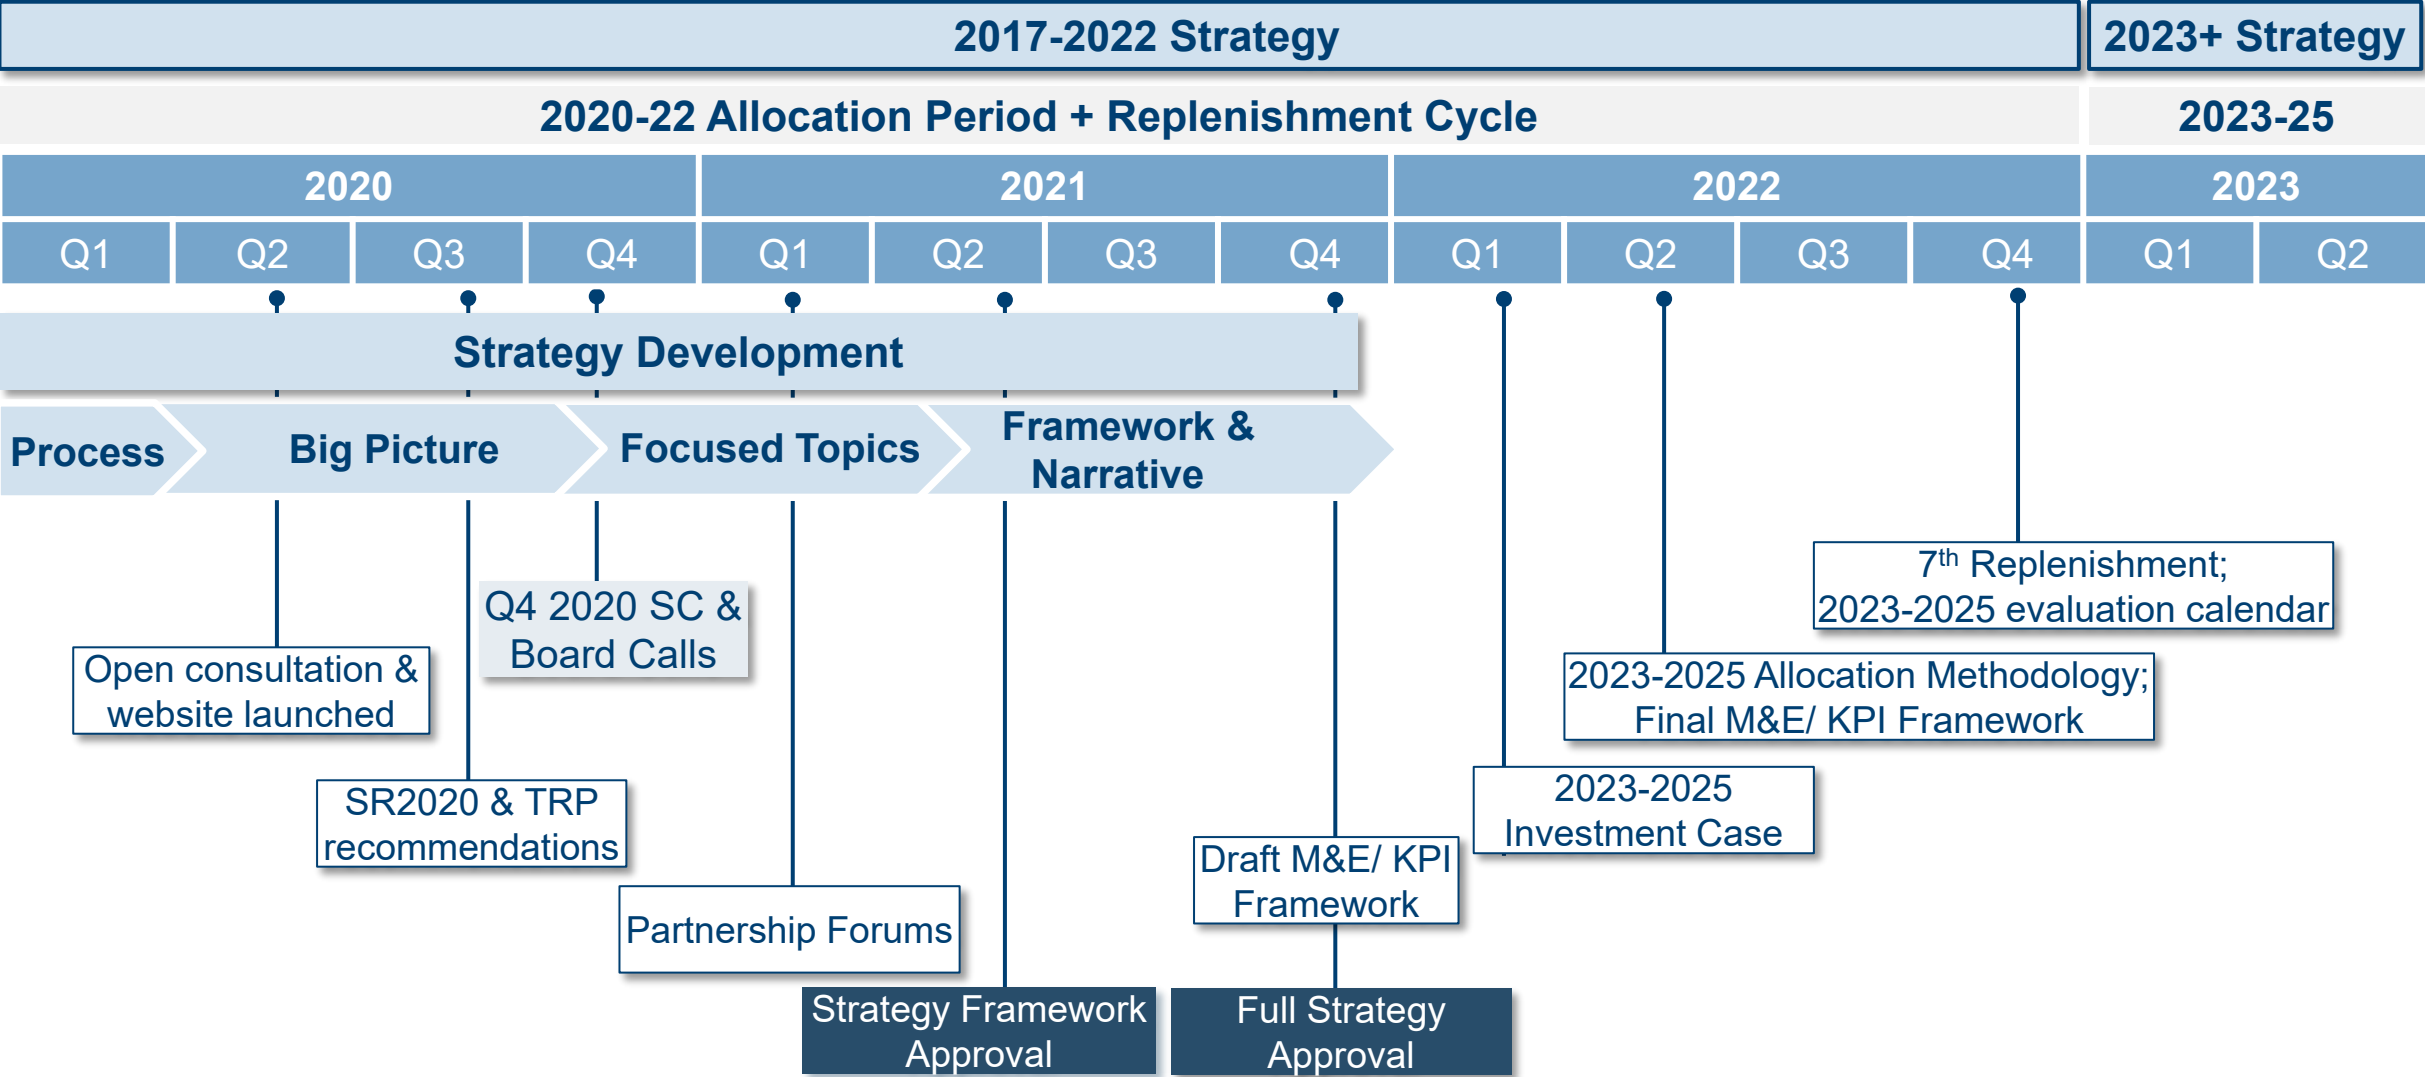 2017-2022 Strategy
2023+ Strategy
2020-22 Allocation Period + Replenishment Cycle
2023-25
2020
2021
2022
2023
Q1
Q2
Q3
Q4
Q1
Q2
Q3
Q4
Q1
Q2
Q3
Q4
Q1
Q2
Strategy Development
Process
Big Picture
Focused Topics
Framework &
Narrative
7th Replenishment;
2023-2025 evaluation calendar
Q4 2020 SC &
Board Calls
Open consultation &
website launched
2023-2025 Allocation Methodology;
Final M&E/ KPI Framework
SR2020 & TRP
recommendations
2023-2025
Investment Case
Draft M&E/ KPI
Framework
Partnership Forums
Strategy Framework
Approval
Full Strategy
Approval